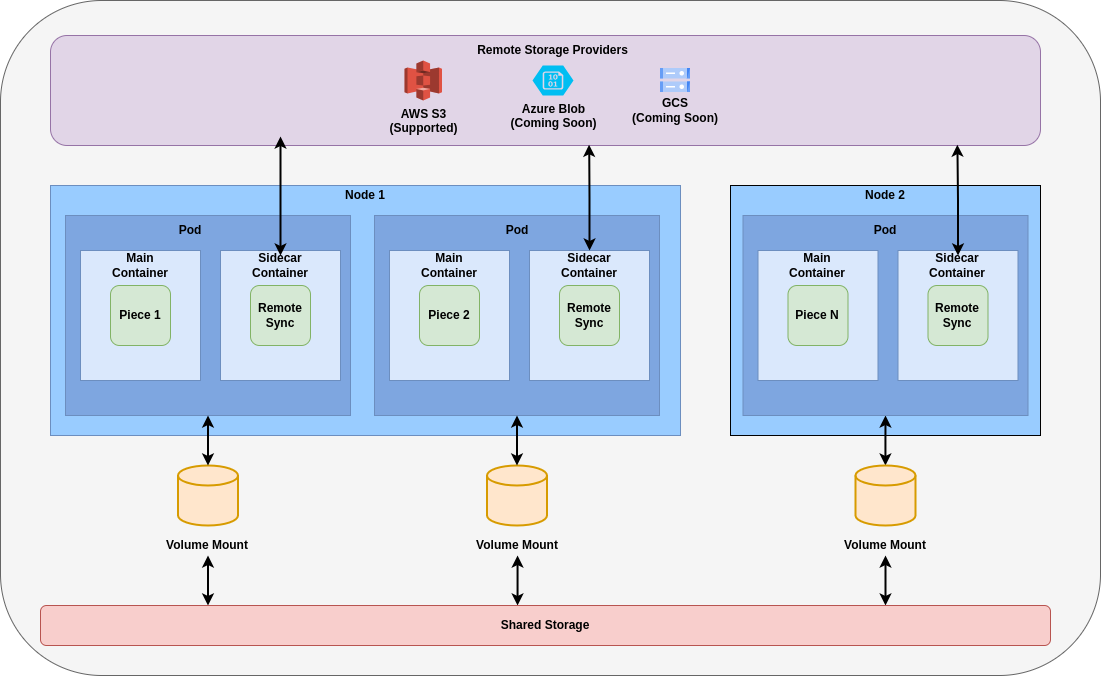 Remote Storage Providers
AWS S3
(Supported)
Azure Blob
(Coming Soon)
GCS
(Coming Soon)
Node 1
Pod
Main
Container
Piece 1
Sidecar
Container
Remote
Sync
Pod
Main
Container
Piece 2
Sidecar
Container
Remote
Sync
Node 2
Pod
Main
Container
Piece N
Sidecar
Container
Remote
Sync
Volume Mount
Volume Mount
Volume Mount
Shared Storage